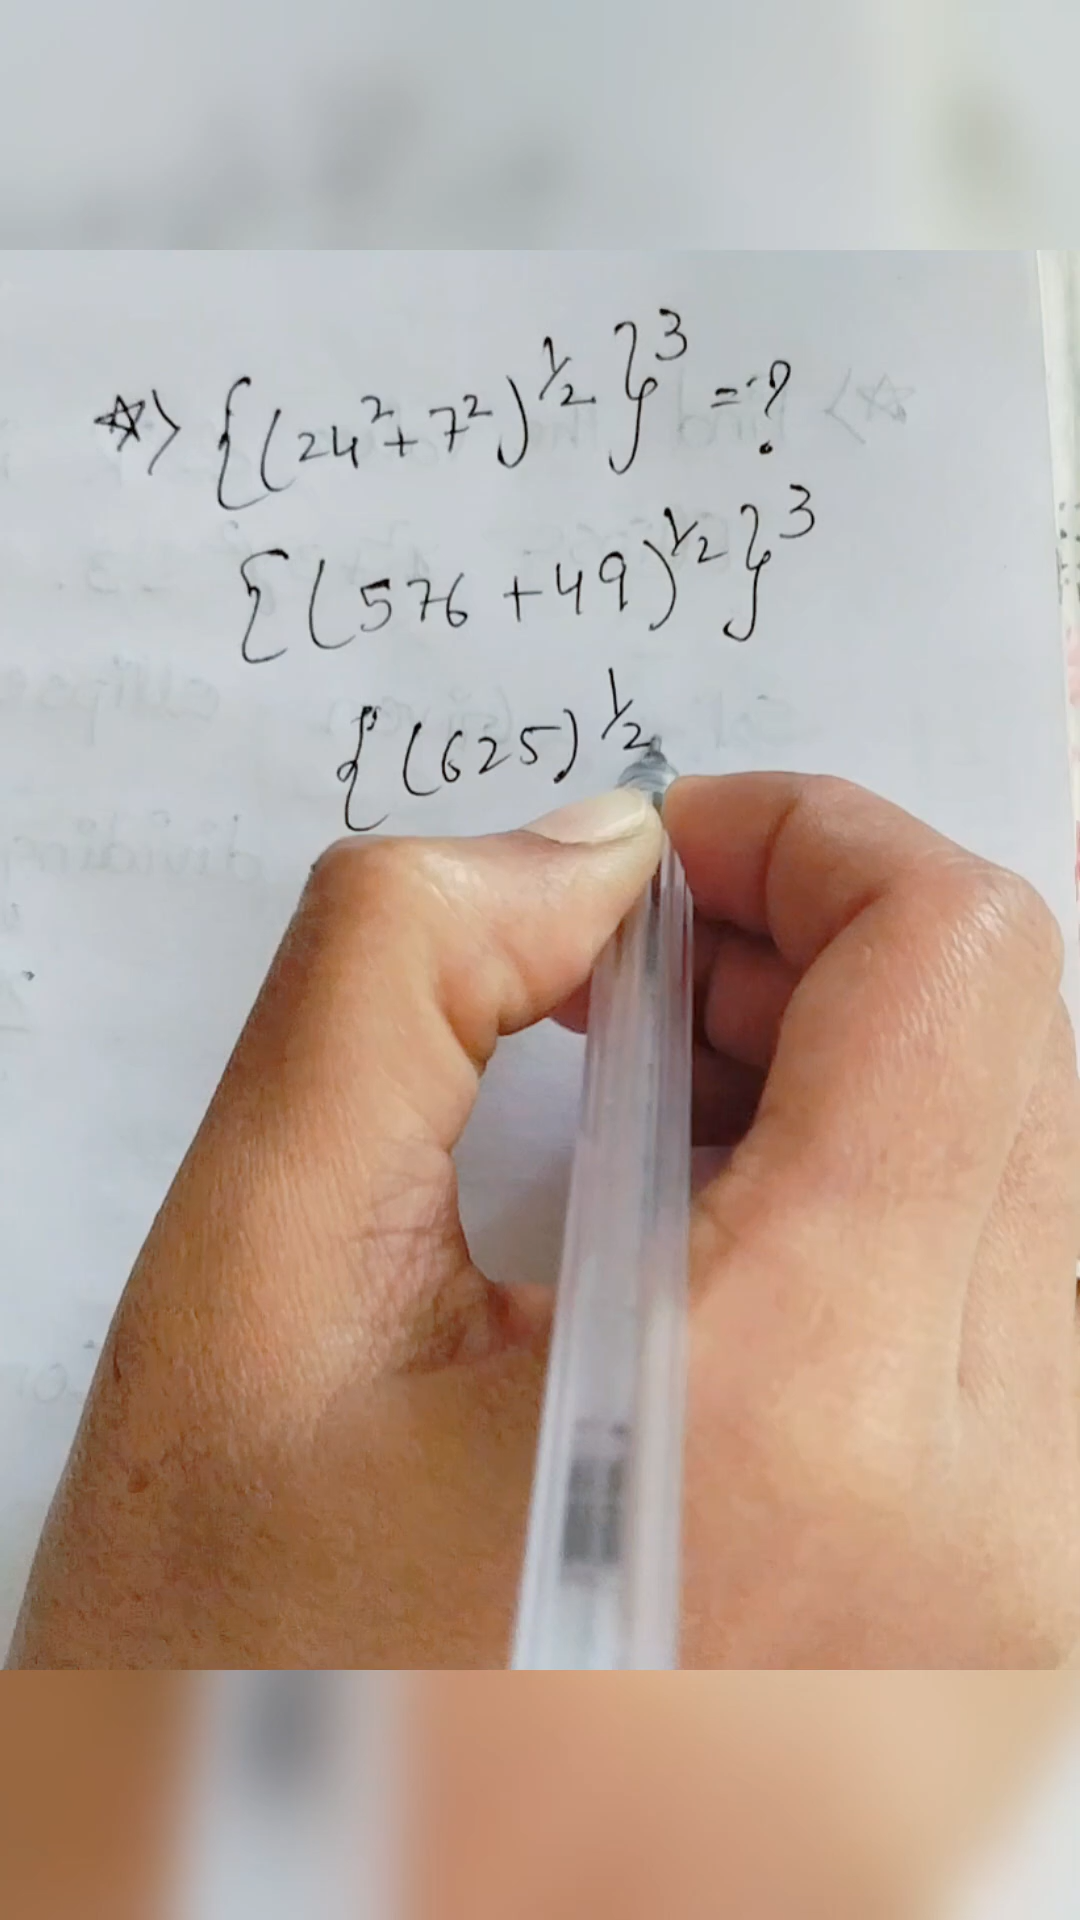 ☆> {(24²+7²)^½}³ = ?
{(576+49)^½}³
{(625)^½